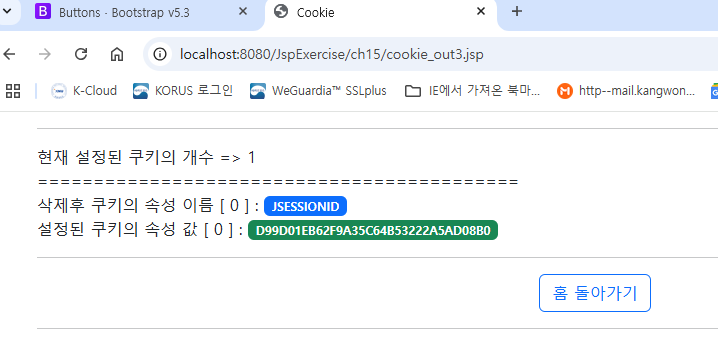 Buttons · Bootstrap v5.3
Cookie
localhost:8080/JspExercise/ch15/cookie_out3.jsp
K-Cloud
KORUS 로그인
WeGuardia™ SSLplus
IE에서 가져온 북마...
http--mail.kangwon...
현재 설정된 쿠키의 개수 => 1
===========================================
삭제후 쿠키의 속성 이름 [ 0 ] : JSESSIONID
설정된 쿠키의 속성 값 [ 0 ] : D99D01EB62F9A35C64B53222A5AD08B0
홈 돌아가기